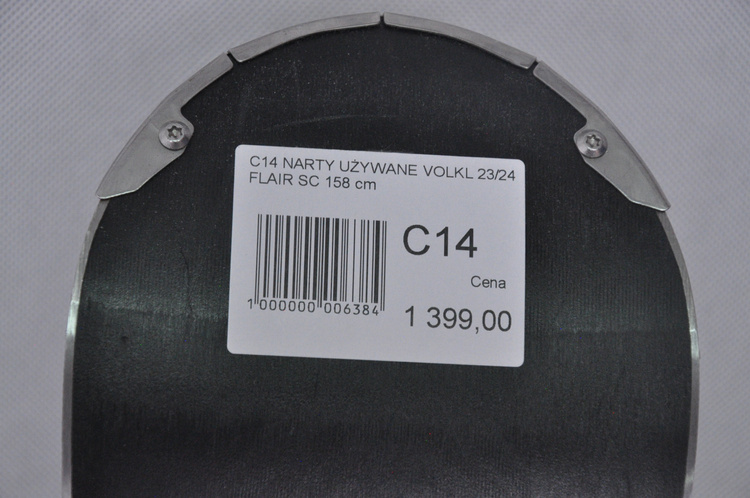 C14 NARTY UŻYWANE VOLKL 23/24
FLAIR SC 158 cm
C14
Cena
1 399,00
1 000000 006384